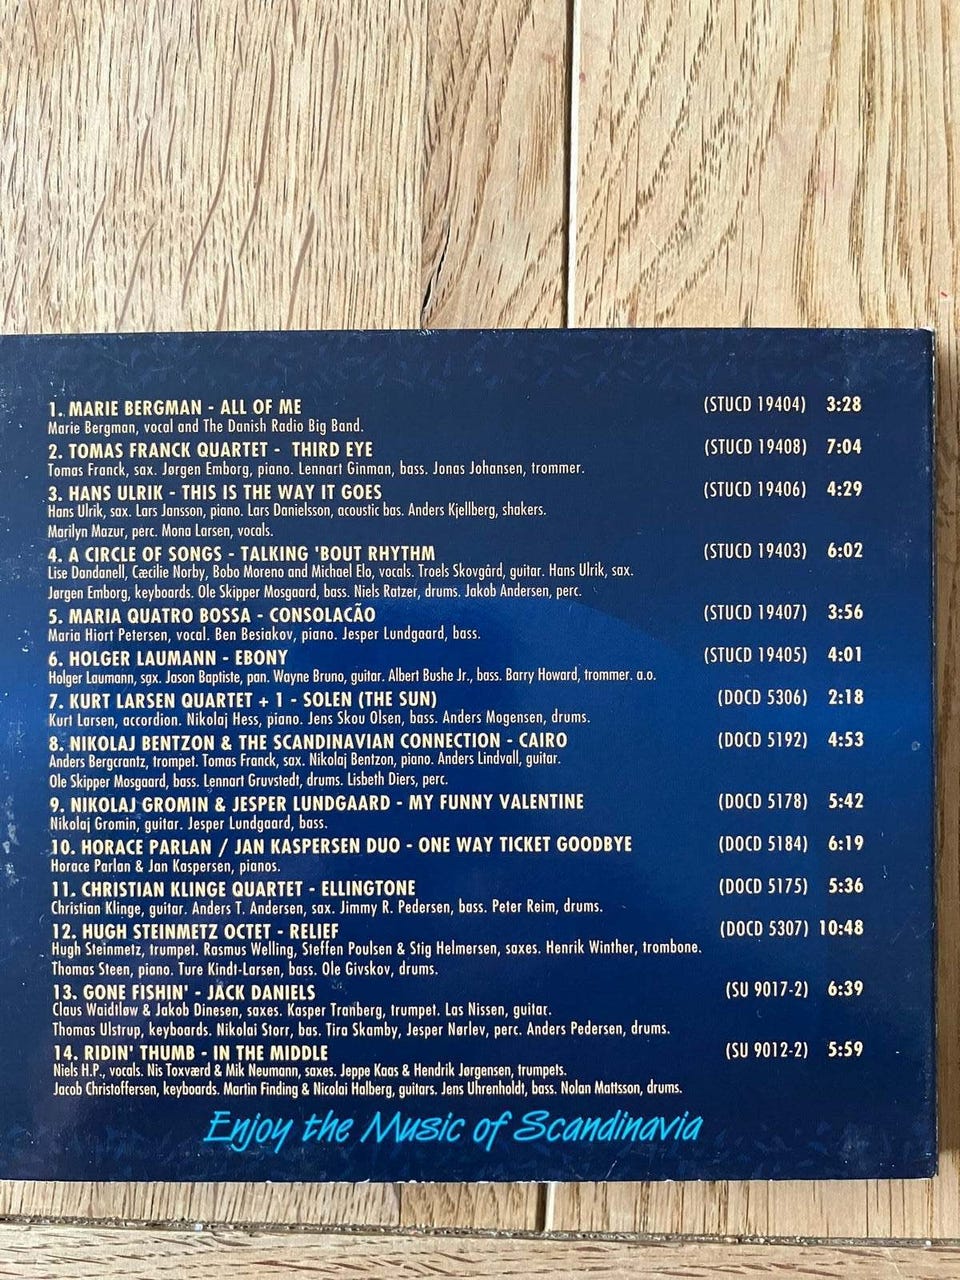 1. MARIE BERGMAN - ALL OF ME (STUCD 19404) 3:28
Marie Bergman, vocal and The Danish Radio Big Band.
2. TOMAS FRANCK QUARTET - THIRD EYE (STUCD 19408) 7:04
Tomas Franck, sax. Jørgen Emborg, piano. Lennart Ginman, bass. Jonas Johansen, trommer.
3. HANS ULRIK - THIS IS THE WAY IT GOES (STUCD 19406) 4:29
Hans Ulrik, sax. Lars Jansson, piano. Lars Danielsson, acoustic bas. Anders Kjellberg, shakers.
Marilyn Mazur, perc. Mona Larsen, vocals.
4. A CIRCLE OF SONGS - TALKING 'BOUT RHYTHM (STUCD 19403) 6:02
Lise Dandanell, Cæcilie Norby, Bobo Moreno and Michael Elo, vocals. Troels Skovgård, guitar. Hans Ulrik, sax.
Jørgen Emborg, keyboards. Ole Skipper Mosgaard, bass. Niels Ratzer, drums. Jakob Andersen, perc.
5. MARIA QUATRO BOSSA - CONSOLACÃO (STUCD 19407) 3:56
Maria Hiort Petersen, vocal. Ben Besiakov, piano. Jesper Lundgaard, bass.
6. HOLGER LAUMANN - EBONY (STUCD 19405) 4:01
Holger Laumann, sax. Jason Baptiste, pan. Wayne Bruno, guitar. Albert Bushe Jr., bass. Barry Howard, trommer. a.o.
7. KURT LARSEN QUARTET + 1 - SOLEN (THE SUN) (DOCD 5306) 2:18
Kurt Larsen, accordion. Nikolaj Hess, piano. Jens Skou Olsen, bass. Anders Mogensen, drums.
8. NIKOLAJ BENTZON & THE SCANDINAVIAN CONNECTION - CAIRO (DOCD 5192) 4:53
Anders Bergcrantz, trompet. Tomas Franck, sax. Nikolaj Bentzon, piano. Anders Lindvall, guitar.
Ole Skipper Mosgaard, bass. Lennart Gruvstedt, drums. Lisbeth Diers, perc.
9. NIKOLAJ GROMIN & JESPER LUNDGAARD - MY FUNNY VALENTINE (DOCD 5178) 5:42
Nikolaj Gromin, guitar. Jesper Lundgaard, bass.
10. HORACE PARLAN / JAN KASPERSEN DUO - ONE WAY TICKET GOODBYE (DOCD 5184) 6:19
Horace Parlan & Jan Kaspersen, pianos.
11. CHRISTIAN KLINGE QUARTET - ELLINGTONE (DOCD 5175) 5:36
Christian Klinge, guitar. Anders T. Andersen, sax. Jimmy R. Pedersen, bass. Peter Reim, drums.
12. HUGH STEINMETZ OCTET - RELIEF (DOCD 5307) 10:48
Hugh Steinmetz, trumpet. Rasmus Welling, Steffen Poulsen & Stig Helmersen, saxes. Henrik Winther, trombone.
Thomas Steen, piano. Ture Kindt-Larsen, bass. Ole Givskov, drums.
13. GONE FISHIN' - JACK DANIELS (SU 9017-2) 6:39
Claus Waidtløw & Jakob Dinesen, saxes. Kasper Tranberg, trumpet. Las Nissen, guitar.
Thomas Ulstrup, keyboards. Nikolai Storr, bas. Tira Skamby, Jesper Nørlev, perc. Anders Pedersen, drums.
14. RIDIN' THUMB - IN THE MIDDLE (SU 9012-2) 5:59
Niels H.P., vocals. Nis Toxværd & Mik Neumann, saxes. Jeppe Kaas & Hendrik Jørgensen, trumpets.
Jacob Christoffersen, keyboards. Martin Finding & Nicolai Halberg, guitars. Jens Uhrenholdt, bass. Nolan Mattsson, drums.
Enjoy the Music of Scandinavia